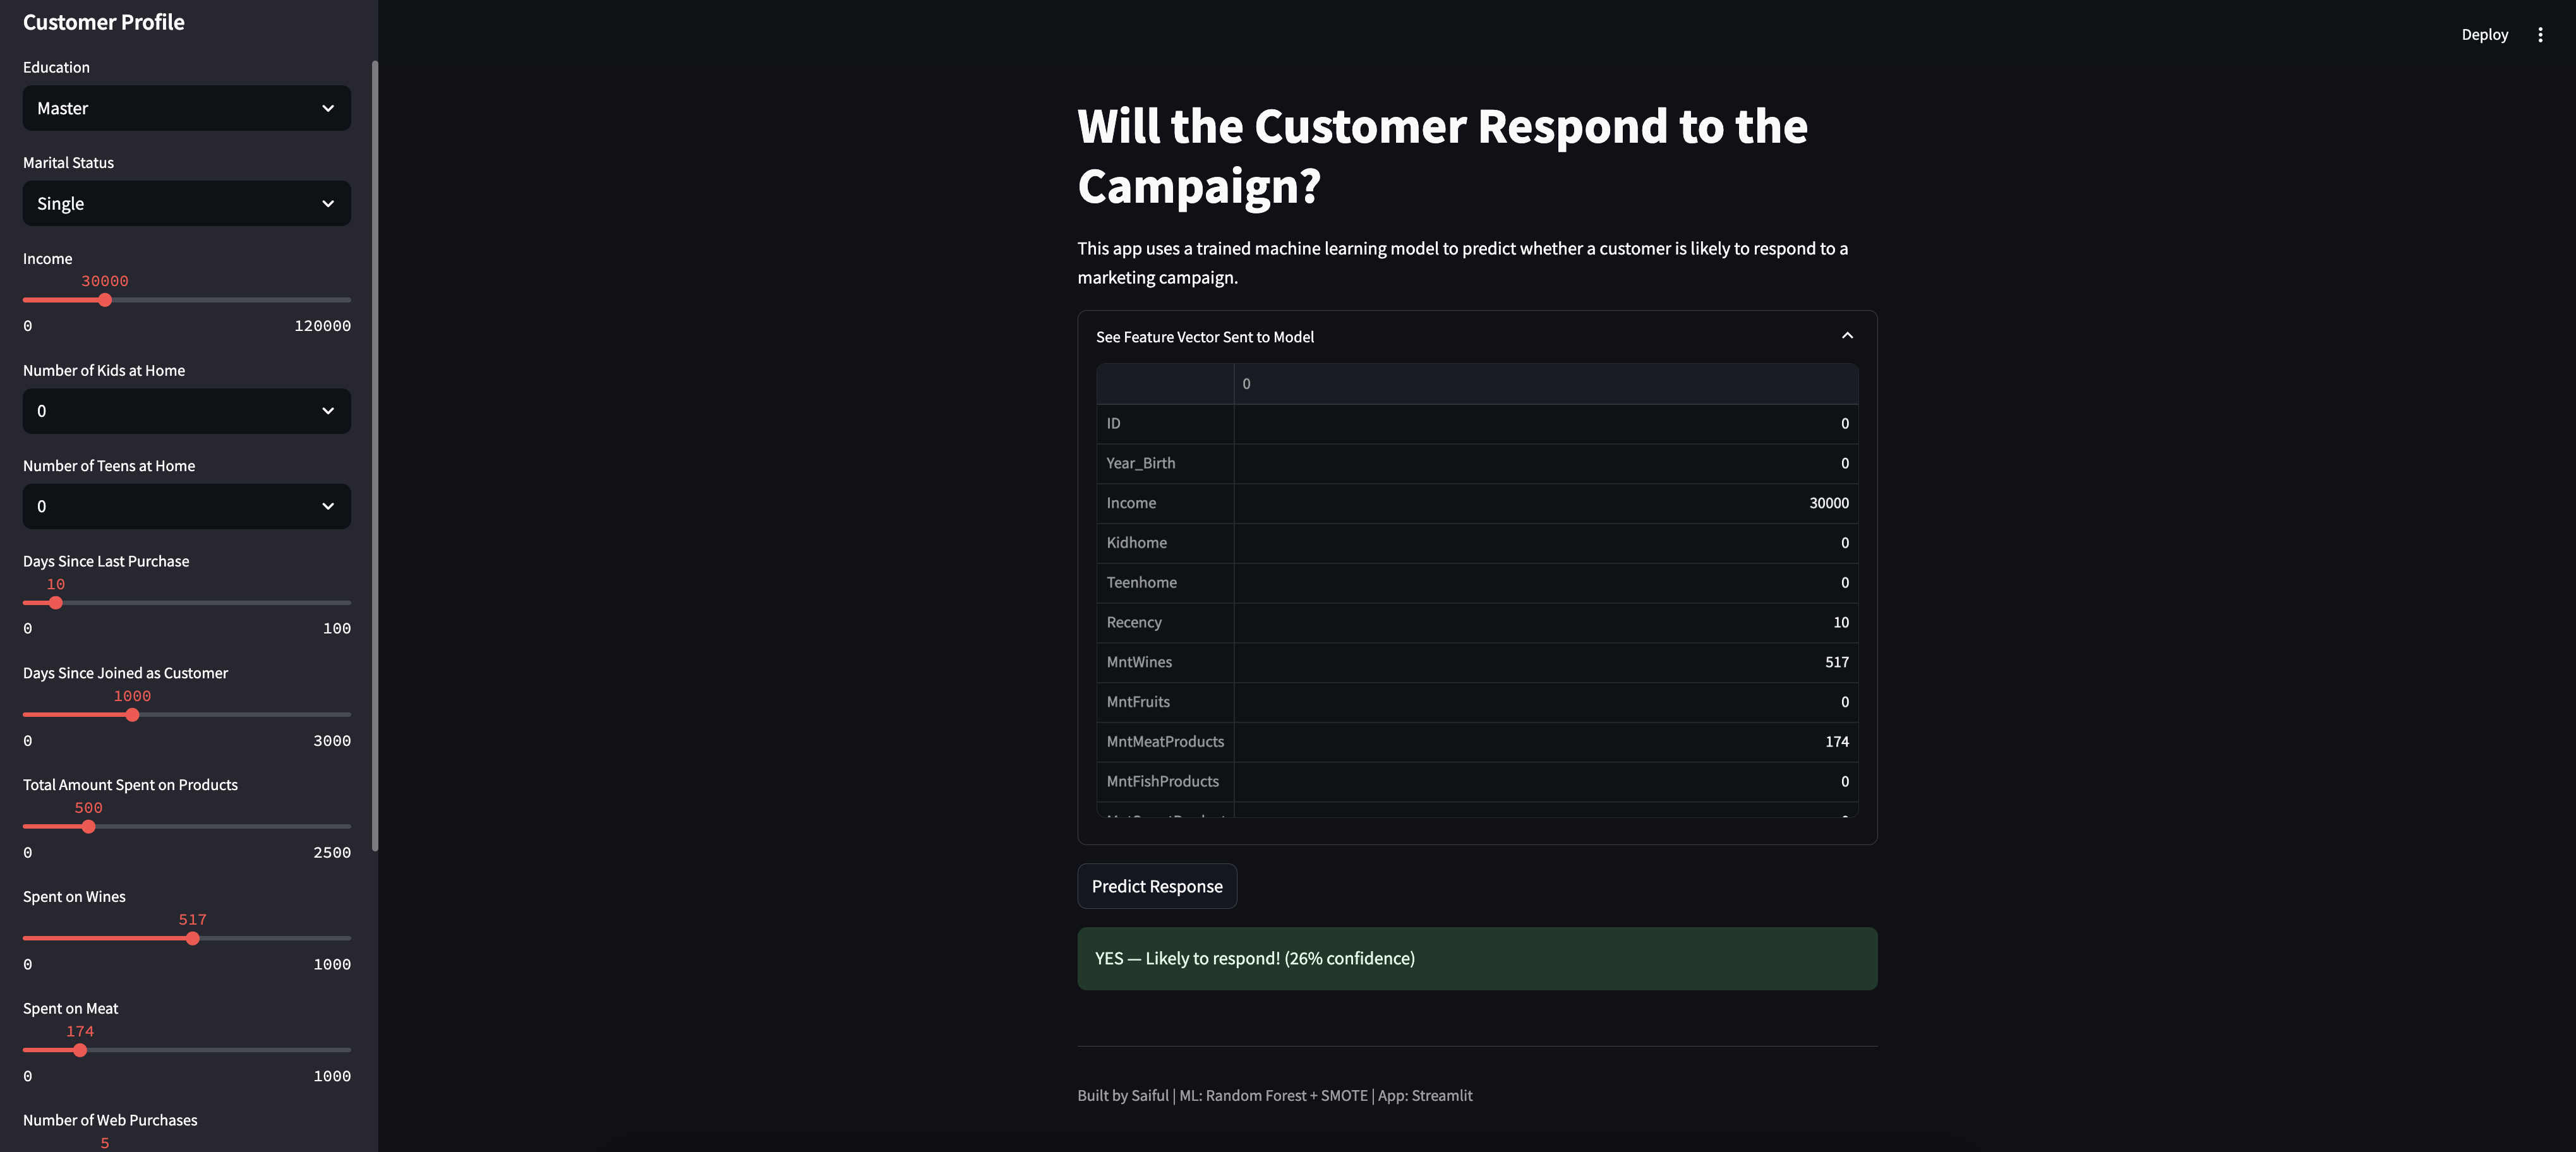 Customer Profile
Education
Master
Marital Status
Single
Income
30000
0 120000
Number of Kids at Home
0
Number of Teens at Home
0
Days Since Last Purchase
10
0 100
Days Since Joined as Customer
1000
0 3000
Total Amount Spent on Products
500
0 2500
Spent on Wines
517
0 1000
Spent on Meat
174
0 1000
Number of Web Purchases
5
Deploy
Will the Customer Respond to the
Campaign?
This app uses a trained machine learning model to predict whether a customer is likely to respond to a
marketing campaign.
See Feature Vector Sent to Model
0
ID 0
Year_Birth 0
Income 30000
Kidhome 0
Teenhome 0
Recency 10
MntWines 517
MntFruits 0
MntMeatProducts 174
MntFishProducts 0
Predict Response
YES — Likely to respond! (26% confidence)
Built by Saiful | ML: Random Forest + SMOTE | App: Streamlit